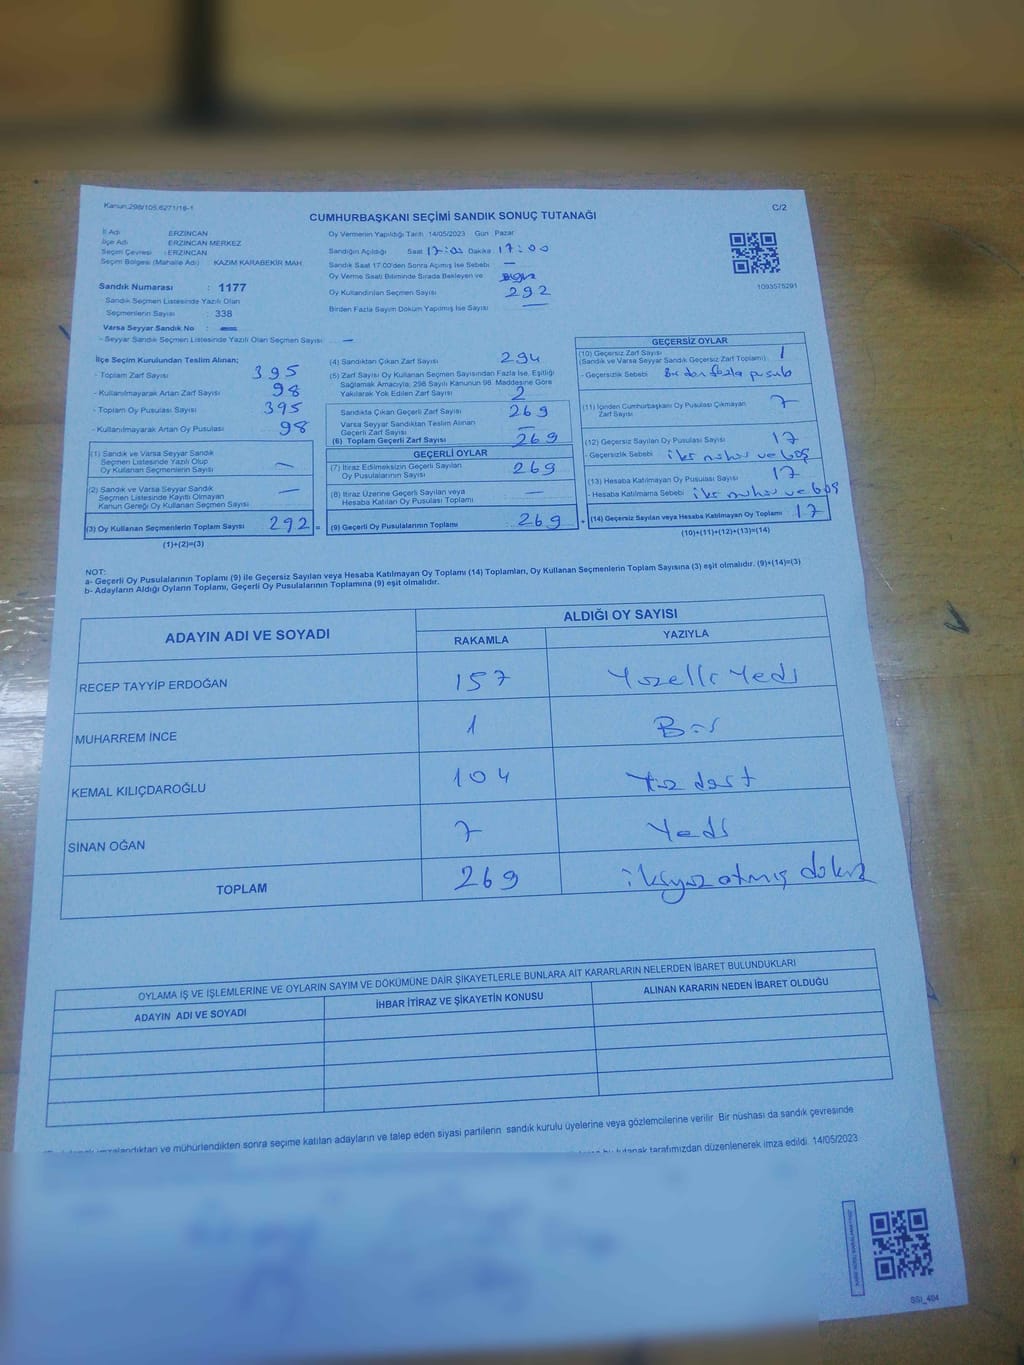 Kanun:298/105,6271/18-1
C/2
CUMHURBAŞKANI SEÇİMİ SANDIK SONUÇ TUTANAĞI
İl Adı ERZİNCAN
İlçe Adı ERZİNCAN MERKEZ
Seçim Çevresi : ERZİNCAN
Seçim Bölgesi (Mahalle Adı) : KAZIM KARABEKİR MAH.
Sandık Numarası : 1177
Sandık Seçmen Listesinde Yazılı Olan
Seçmenlerin Sayısı : 338
Varsa Seyyar Sandık No : —
- Seyyar Sandık Seçmen Listesinde Yazılı Olan Seçmen Sayısı —
Oy Vermenin Yapıldığı Tarih 14/05/2023 Gün Pazar
Sandığın Açıldığı Saat 17:00 Dakika 17:00
Sandık Saat 17:00'den Sonra Açılmış İse Sebebi —
Oy Verme Saati Bitiminde Sırada Bekleyen ve
Oy Kullandırılan Seçmen Sayısı 292
Birden Fazla Sayım Döküm Yapılmış İse Sayısı —
1093575291
İlçe Seçim Kurulundan Teslim Alınan;
- Toplam Zarf Sayısı 395
- Kullanılmayarak Artan Zarf Sayısı 98
- Toplam Oy Pusulası Sayısı 395
- Kullanılmayarak Artan Oy Pusulası 98
(1) Sandık ve Varsa Seyyar Sandık
Seçmen Listesinde Yazılı Olup
Oy Kullanan Seçmenlerin Sayısı —
(2) Sandık ve Varsa Seyyar Sandık
Seçmen Listesinde Kayıtlı Olmayan
Kanun Gereği Oy Kullanan Seçmen Sayısı —
(3) Oy Kullanan Seçmenlerin Toplam Sayısı 292 =
(1)+(2)=(3)
(4) Sandıktan Çıkan Zarf Sayısı 294
(5) Zarf Sayısı Oy Kullanan Seçmen Sayısından Fazla İse, Eşitliği
Sağlamak Amacıyla; 298 Sayılı Kanunun 98. Maddesine Göre
Yakılarak Yok Edilen Zarf Sayısı 2
Sandıkta Çıkan Geçerli Zarf Sayısı 269
Varsa Seyyar Sandıktan Teslim Alınan
Geçerli Zarf Sayısı —
(6) Toplam Geçerli Zarf Sayısı 269
GEÇERLİ OYLAR
(7) İtiraz Edilmeksizin Geçerli Sayılan
Oy Pusulalarının Sayısı 269
(8) İtiraz Üzerine Geçerli Sayılan veya
Hesaba Katılan Oy Pusulası Toplamı —
(9) Geçerli Oy Pusulalarının Toplamı : 269 +
GEÇERSİZ OYLAR
(10) Geçersiz Zarf Sayısı
(Sandık ve Varsa Seyyar Sandık Geçersiz Zarf Toplamı) 1
- Geçersizlik Sebebi Birden fazla pusula
(11) İçinden Cumhurbaşkanı Oy Pusulası Çıkmayan
Zarf Sayısı 7
(12) Geçersiz Sayılan Oy Pusulası Sayısı 17
- Geçersizlik Sebebi iki mühür ve boş
(13) Hesaba Katılmayan Oy Pusulası Sayısı 17
- Hesaba Katılmama Sebebi iki mühür ve boş
(14) Geçersiz Sayılan veya Hesaba Katılmayan Oy Toplamı 17
(10)+(11)+(12)+(13)=(14)
NOT:
a- Geçerli Oy Pusulalarının Toplamı (9) ile Geçersiz Sayılan veya Hesaba Katılmayan Oy Toplamı (14) Toplamları, Oy Kullanan Seçmenlerin Toplam Sayısına (3) eşit olmalıdır. (9)+(14)=(3)
b- Adayların Aldığı Oyların Toplamı, Geçerli Oy Pusulalarının Toplamına (9) eşit olmalıdır.
ADAYIN ADI VE SOYADI
ALDIĞI OY SAYISI
RAKAMLA YAZIYLA
RECEP TAYYİP ERDOĞAN 157 Yüzelli Yedi
MUHARREM İNCE 1 Bir
KEMAL KILIÇDAROĞLU 104 Yüz dört
SİNAN OĞAN 7 Yedi
TOPLAM 269 ikiyüz atmış dokuz
OYLAMA İŞ VE İŞLEMLERİNE VE OYLARIN SAYIM VE DÖKÜMÜNE DAİR ŞİKAYETLERLE BUNLARA AİT KARARLARIN NELERDEN İBARET BULUNDUKLARI
ADAYIN ADI VE SOYADI İHBAR İTİRAZ VE ŞİKAYETİN KONUSU ALINAN KARARIN NEDEN İBARET OLDUĞU
ve mühürlendikten sonra seçime katılan adayların ve talep eden siyasi partilerin sandık kurulu üyelerine veya gözlemcilerine verilir Bir nüshası da sandık çevresinde
bu tutanak tarafımızdan düzenlenerek imza edildi. 14/05/2023
SSI_404